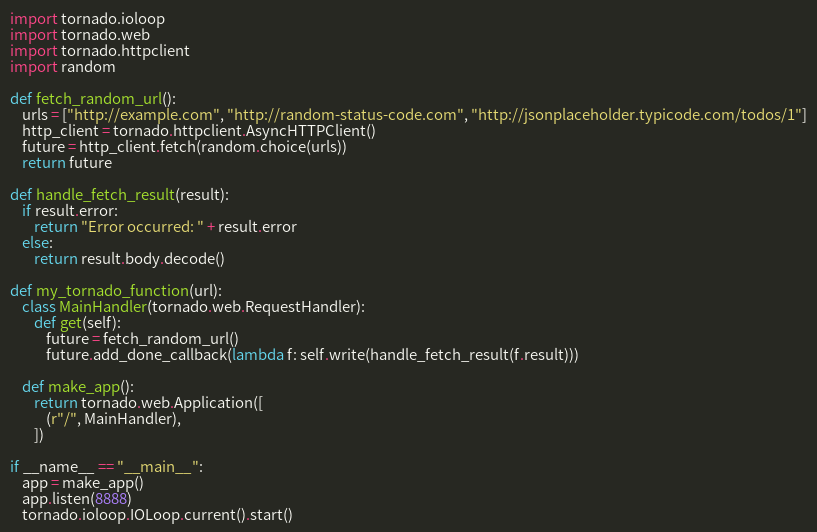 import tornado.ioloop
import tornado.web
import tornado.httpclient
import random

def fetch_random_url():
    urls = ["http://example.com", "http://random-status-code.com", "http://jsonplaceholder.typicode.com/todos/1"]
    http_client = tornado.httpclient.AsyncHTTPClient()
    future = http_client.fetch(random.choice(urls))
    return future

def handle_fetch_result(result):
    if result.error:
        return "Error occurred: " + result.error
    else:
        return result.body.decode()

def my_tornado_function(url):
    class MainHandler(tornado.web.RequestHandler):
        def get(self):
            future = fetch_random_url()
            future.add_done_callback(lambda f: self.write(handle_fetch_result(f.result)))

    def make_app():
        return tornado.web.Application([
            (r"/", MainHandler),
        ])

if __name__ == "__main__":
    app = make_app()
    app.listen(8888)
    tornado.ioloop.IOLoop.current().start()